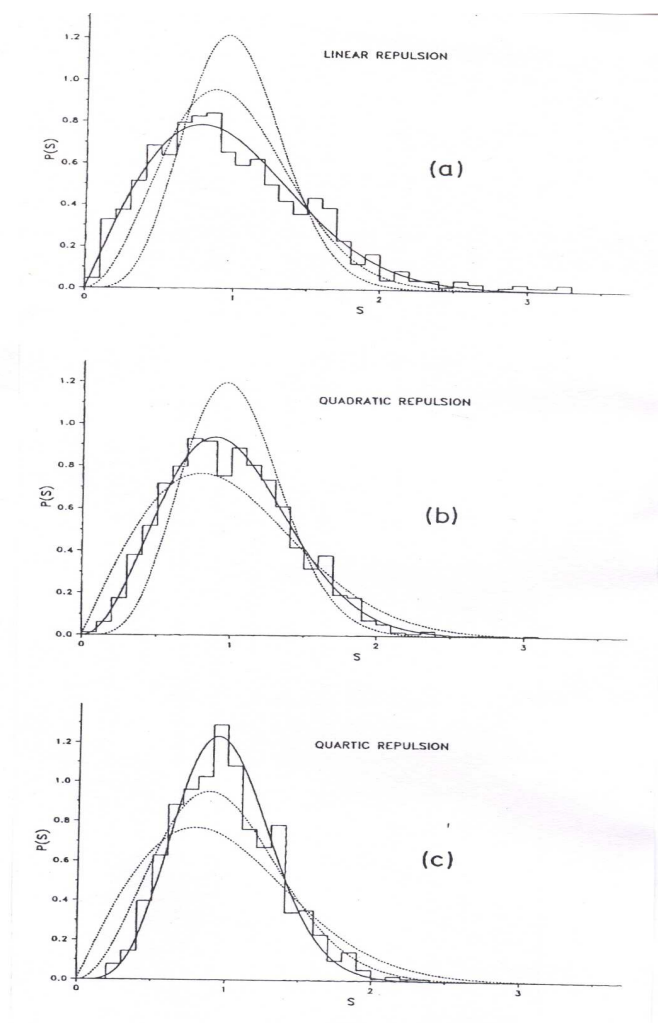 1.2
LINEAR REPULSION
1.0
0.8
P(S)
0.6
(a)
0.4
0.2
0.0
0 1 2 3
S
1.2
QUADRATIC REPULSION
1.0
0.8
P(S)
0.6
(b)
0.4
0.2
0.0
0 1 2 3
S
1.2
QUARTIC REPULSION
1.0
0.8
P(S)
0.6
(c)
0.4
0.2
0.0
0 1 2 3
S